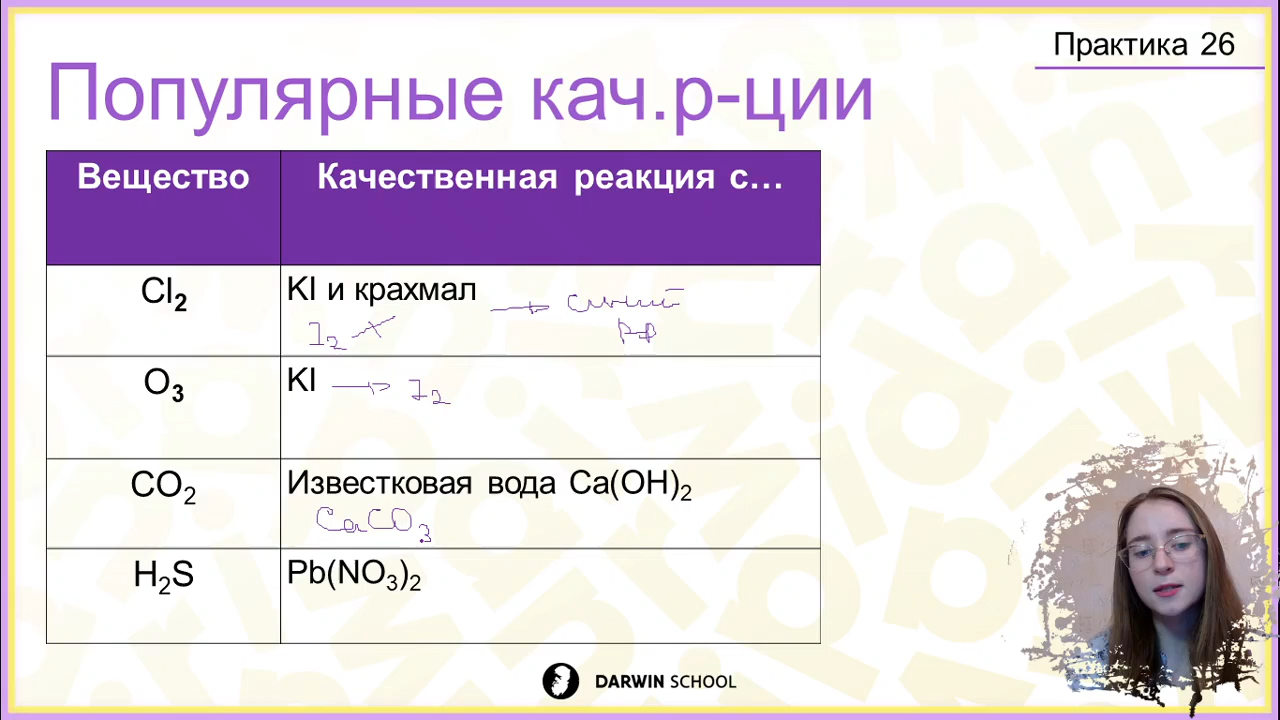 Практика 26
Популярные кач.р-ции
Вещество Качественная реакция с...
Cl₂ KI и крахмал → синий
I₂ р-р
O₃ KI → I₂
CO₂ Известковая вода Ca(OH)₂
CaCO₃
H₂S Pb(NO₃)₂
DARWIN SCHOOL